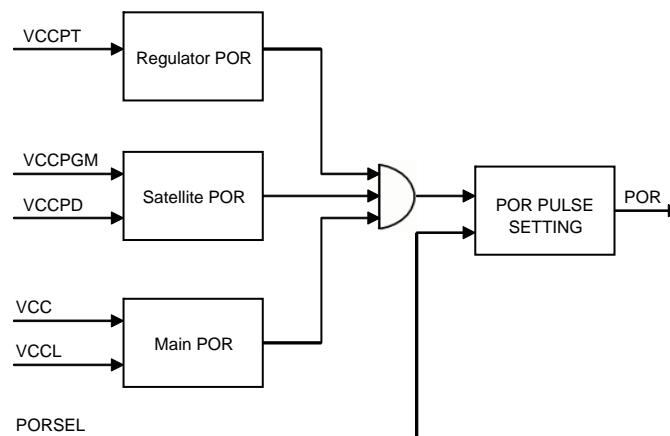 VCCPT
Regulator POR
VCCPGM
Satellite POR
VCCPD
POR PULSE
SETTING
POR
VCC
Main POR
VCCL
PORSEL